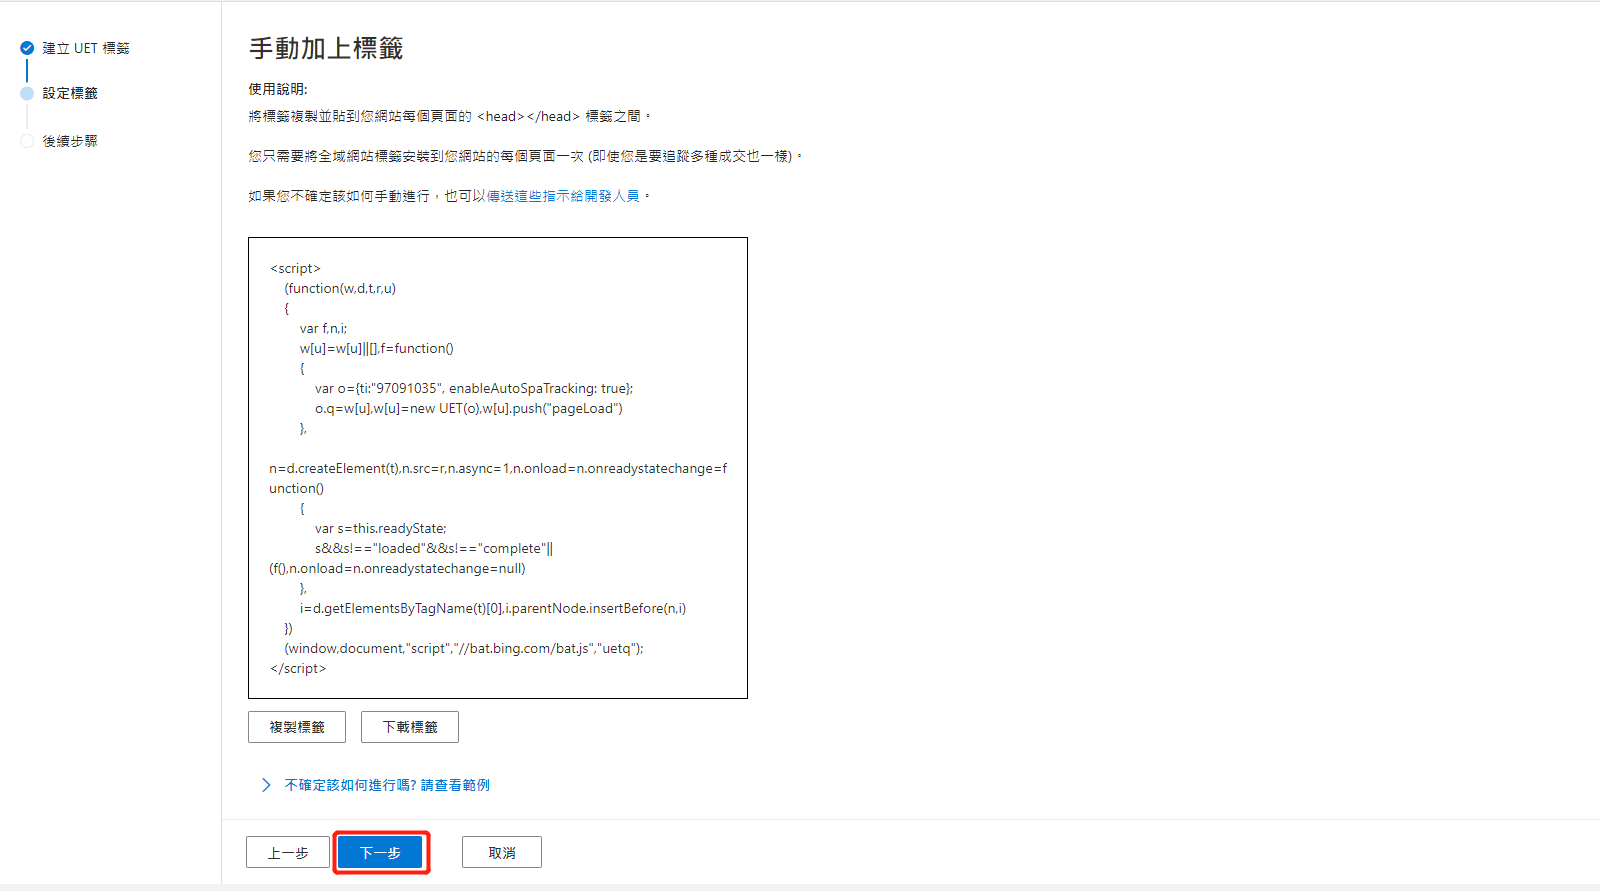 建立 UET 標籤
設定標籤
後續步驟
手動加上標籤
使用說明:
將標籤複製並貼到您網站每個頁面的 <head></head> 標籤之間。
您只需要將全域網站標籤安裝到您網站的每個頁面一次 (即使您是要追蹤多種成交也一樣)。
如果您不確定該如何手動進行，也可以傳送這些指示給開發人員。
<script>
(function(w,d,t,r,u)
{
var f,n,i;
w[u]=w[u]||[],f=function()
{
var o={ti:"97091035", enableAutoSpaTracking: true};
o.q=w[u],w[u]=new UET(o),w[u].push("pageLoad")
},
n=d.createElement(t),n.src=r,n.async=1,n.onload=n.onreadystatechange=f
unction()
{
var s=this.readyState;
s&&s!=="loaded"&&s!=="complete"||
(f(),n.onload=n.onreadystatechange=null)
},
i=d.getElementsByTagName(t)[0],i.parentNode.insertBefore(n,i)
})
(window,document,"script","//bat.bing.com/bat.js","uetq");
</script>
複製標籤 下載標籤
不確定該如何進行嗎? 請查看範例
上一步 下一步 取消